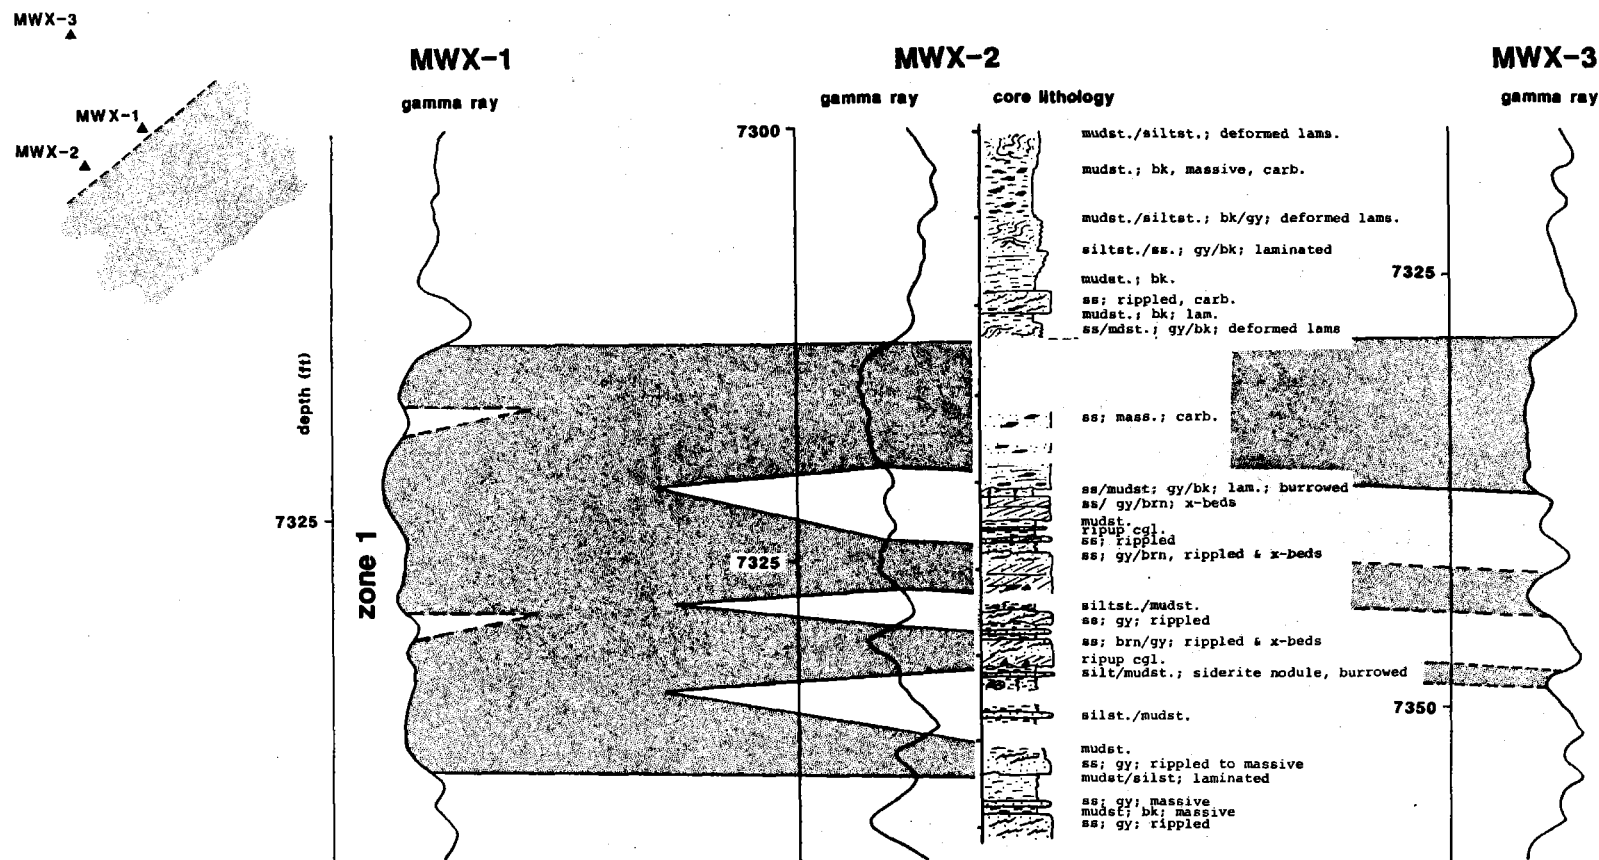 MWX-3
MWX-1
MWX-2
MWX-1
gamma ray
depth (ft)
7325
zone 1
MWX-2
gamma ray
core lithology
7300
7325
mudst./siltst.; deformed lams.
mudst.; bk, massive, carb.
mudst./siltst.; bk/gy; deformed lams.
siltst./ss.; gy/bk; laminated
mudst.; bk.
ss; rippled, carb.
mudst.; bk; lam.
ss/mdst.; gy/bk; deformed lams
ss; mass.; carb.
ss/mudst; gy/bk; lam.; burrowed
ss/ gy/brn; x-beds
mudst.
ripup cgl.
ss; rippled
ss; gy/brn, rippled & x-beds
siltst./mudst.
ss; gy; rippled
ss; brn/gy; rippled & x-beds
ripup cgl.
silt/mudst.; siderite nodule, burrowed
silst./mudst.
mudst.
ss; gy; rippled to massive
mudst/silst; laminated
ss; gy; massive
mudst; bk; massive
ss; gy; rippled
MWX-3
gamma ray
7325
7350